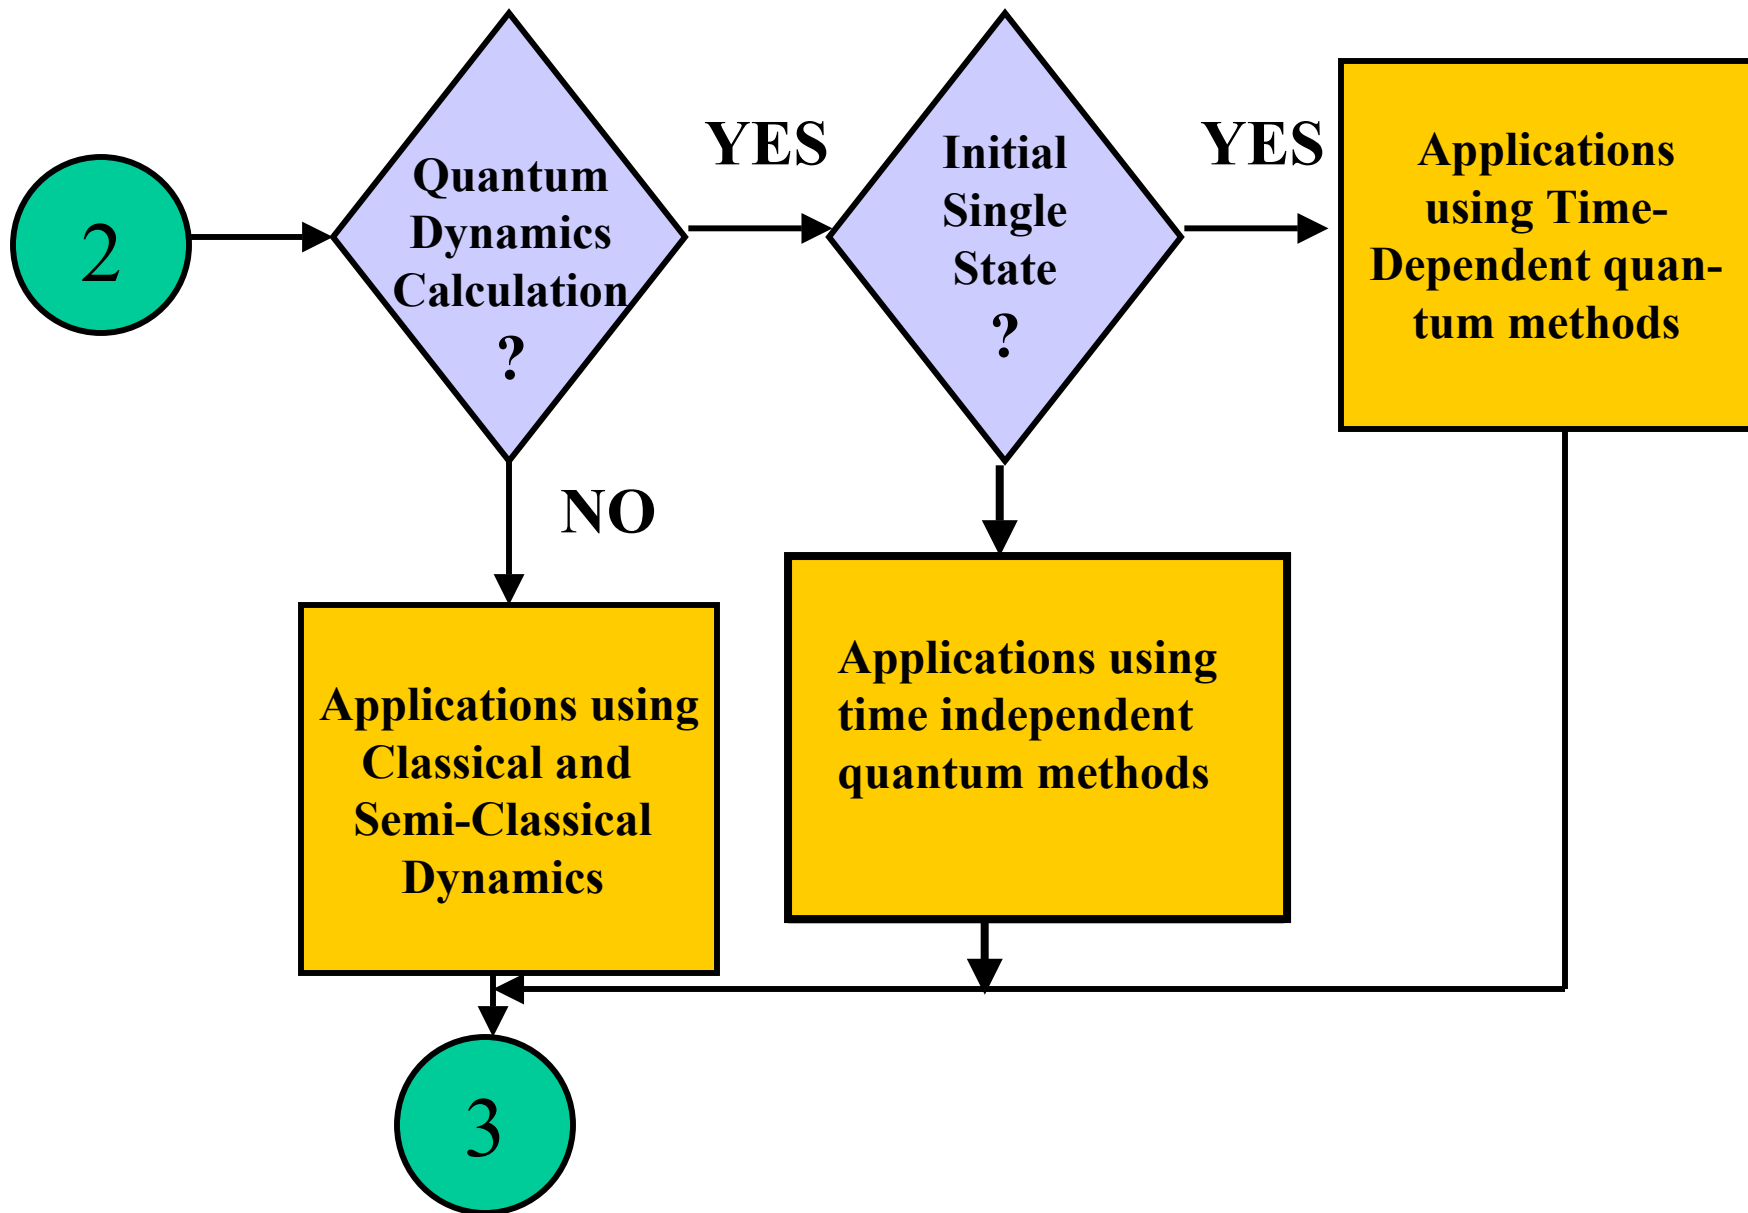 2
Quantum
Dynamics
Calculation
?
YES
Initial
Single
State
?
YES
Applications
using Time-
Dependent quan-
tum methods
NO
Applications using
Classical and
Semi-Classical
Dynamics
Applications using
time independent
quantum methods
3